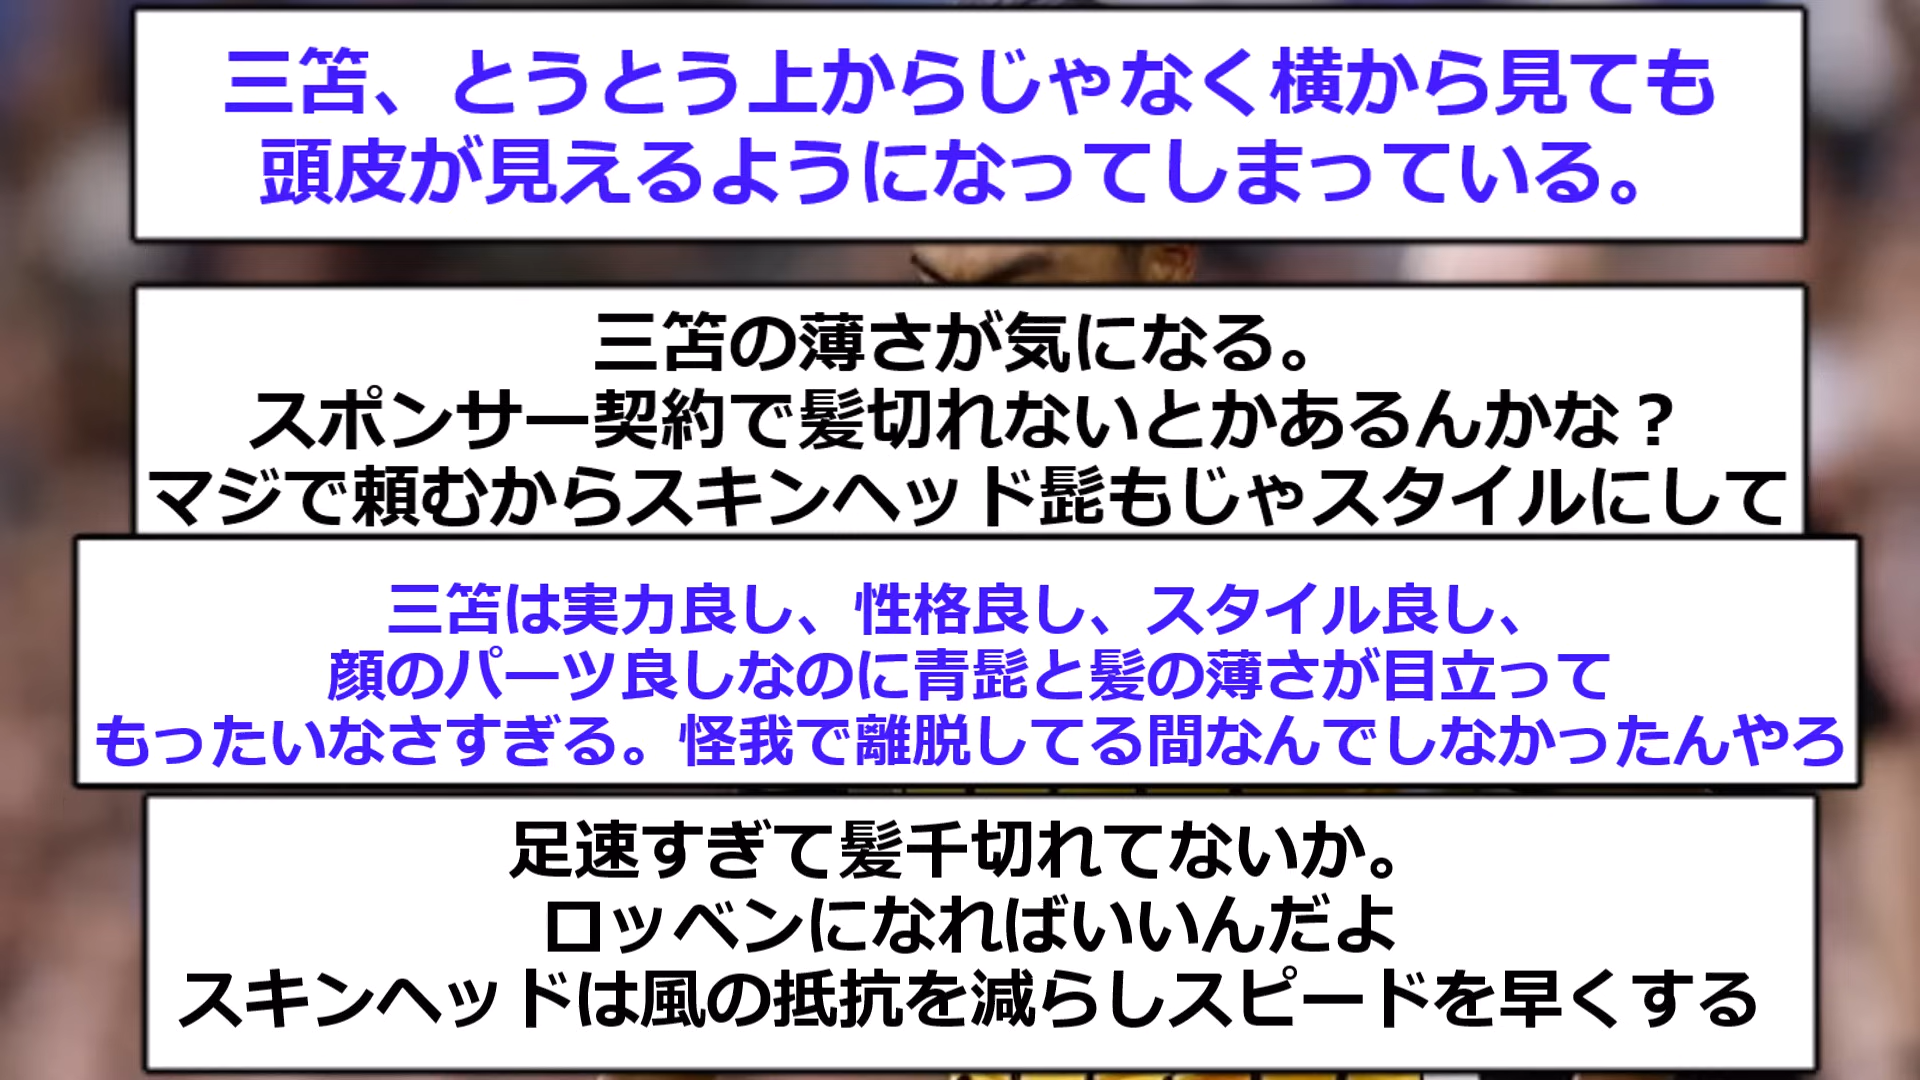 三笘、とうとう上からじゃなく横から見ても
頭皮が見えるようになってしまっている。
三笘の薄さが気になる。
スポンサー契約で髪切れないとかあるんかな？
マジで頼むからスキンヘッド髭もじゃスタイルにして
三笘は実力良し、性格良し、スタイル良し、
顔のパーツ良しなのに青髭と髪の薄さが目立って
もったいなさすぎる。怪我で離脱してる間なんでしなかったんやろ
足速すぎて髪千切れてないか。
ロッベンになればいいんだよ
スキンヘッドは風の抵抗を減らしスピードを早くする